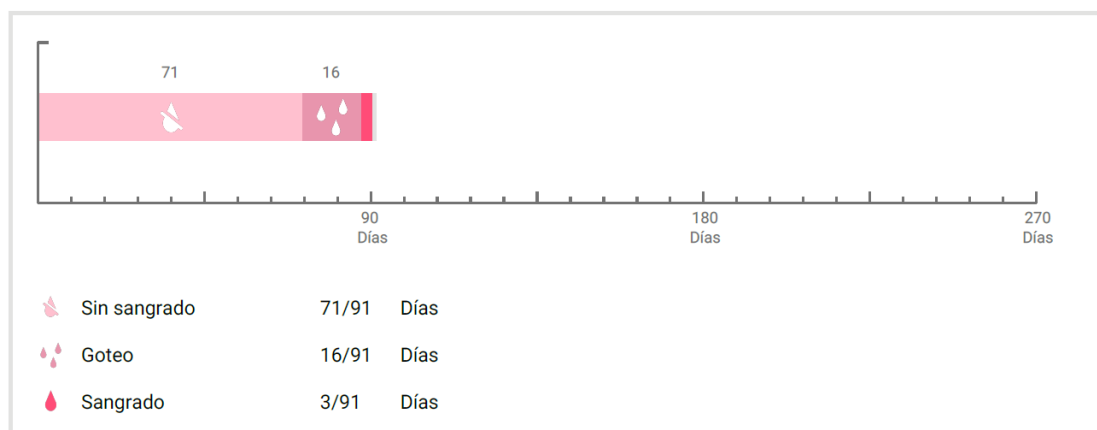 71 16
90 180 270
Días Días Días
Sin sangrado 71/91 Días
Goteo 16/91 Días
Sangrado 3/91 Días